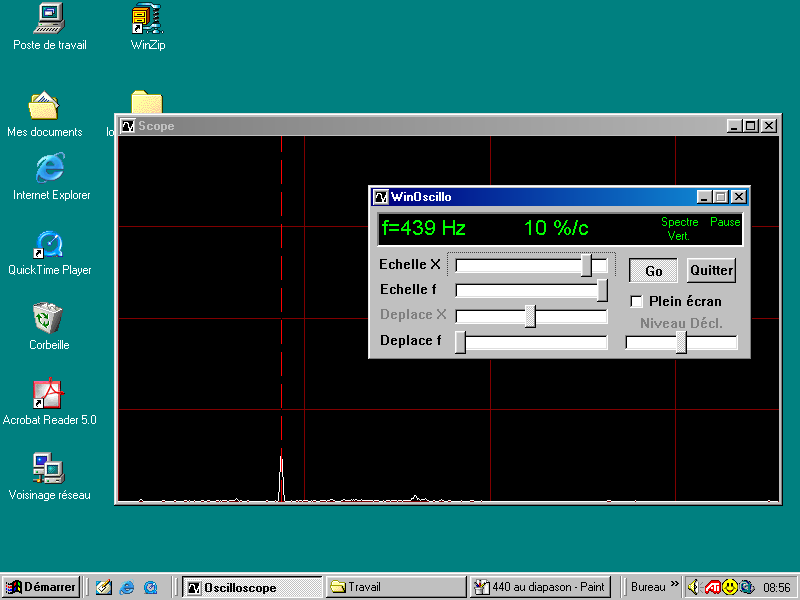 Poste de travail
WinZip
Mes documents
lo
Internet Explorer
QuickTime Player
Corbeille
Acrobat Reader 5.0
Voisinage réseau
Scope
WinOscillo
f=439 Hz
10 %/c
Spectre
Vert.
Pause
Echelle X
Echelle f
Deplace X
Deplace f
Go
Quitter
Plein écran
Niveau Décl.
Démarrer
Oscilloscope
Travail
440 au diapason - Paint
Bureau
»
ATI
08:56